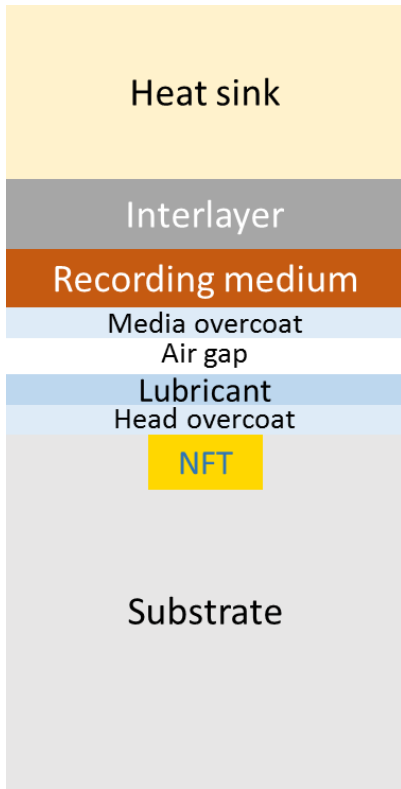 Heat sink
Interlayer
Recording medium
Media overcoat
Air gap
Lubricant
Head overcoat
NFT
Substrate